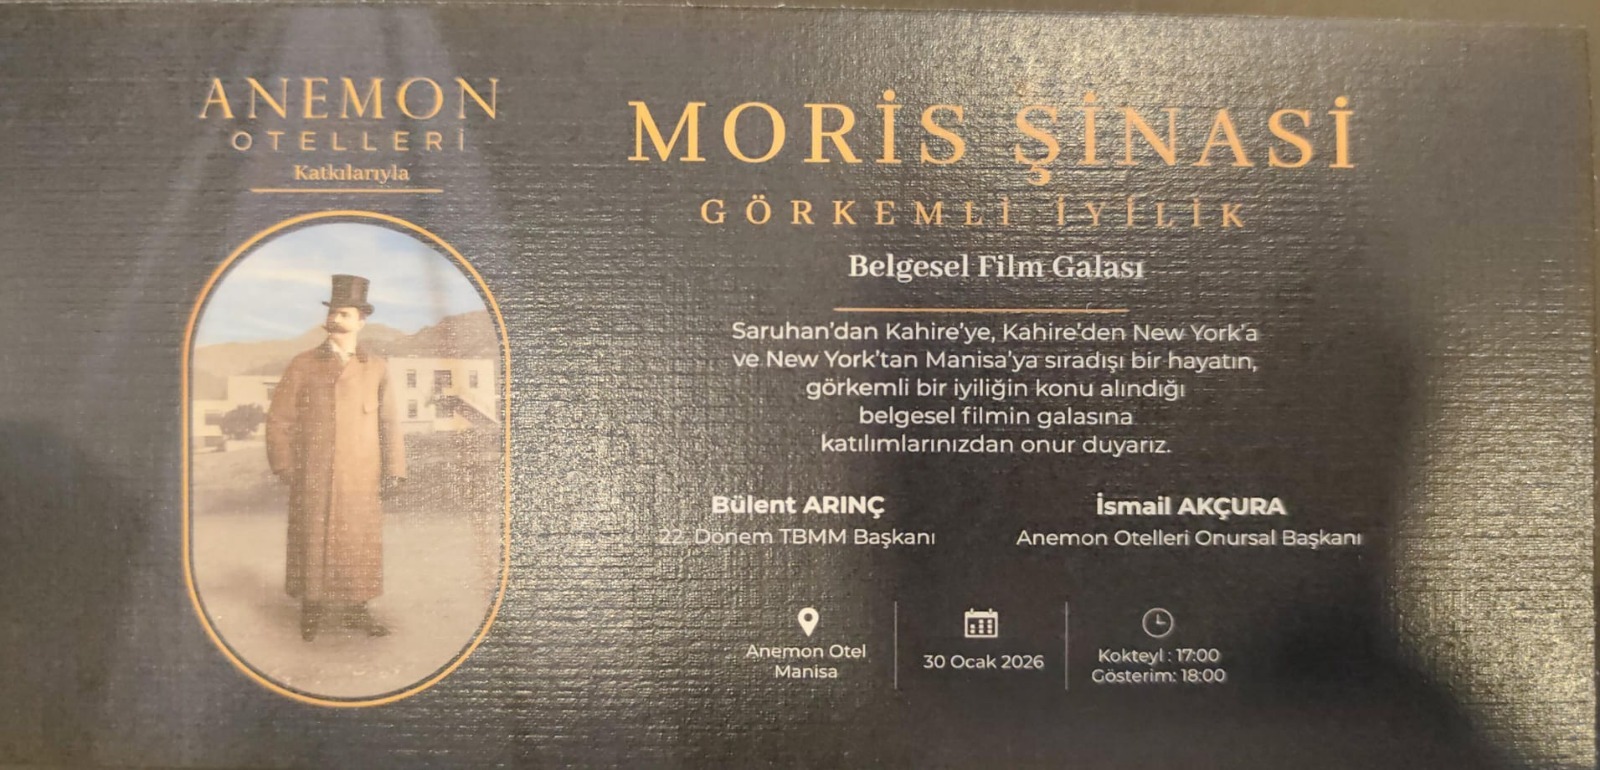 ANEMON
OTELLERİ
Katkılarıyla
MORİS ŞİNASİ
GÖRKEMLİ İYİLİK
Belgesel Film Galası
Saruhan’dan Kahire’ye, Kahire’den New York’a
ve New York’tan Manisa’ya sıradışı bir hayatın,
görkemli bir iyiliğin konu alındığı
belgesel filmin galasına
katılımlarınızdan onur duyarız.
Bülent ARINÇ
22. Dönem TBMM Başkanı
İsmail AKÇURA
Anemon Otelleri Onursal Başkanı
Anemon Otel
Manisa
30 Ocak 2026
Kokteyl : 17:00
Gösterim: 18:00